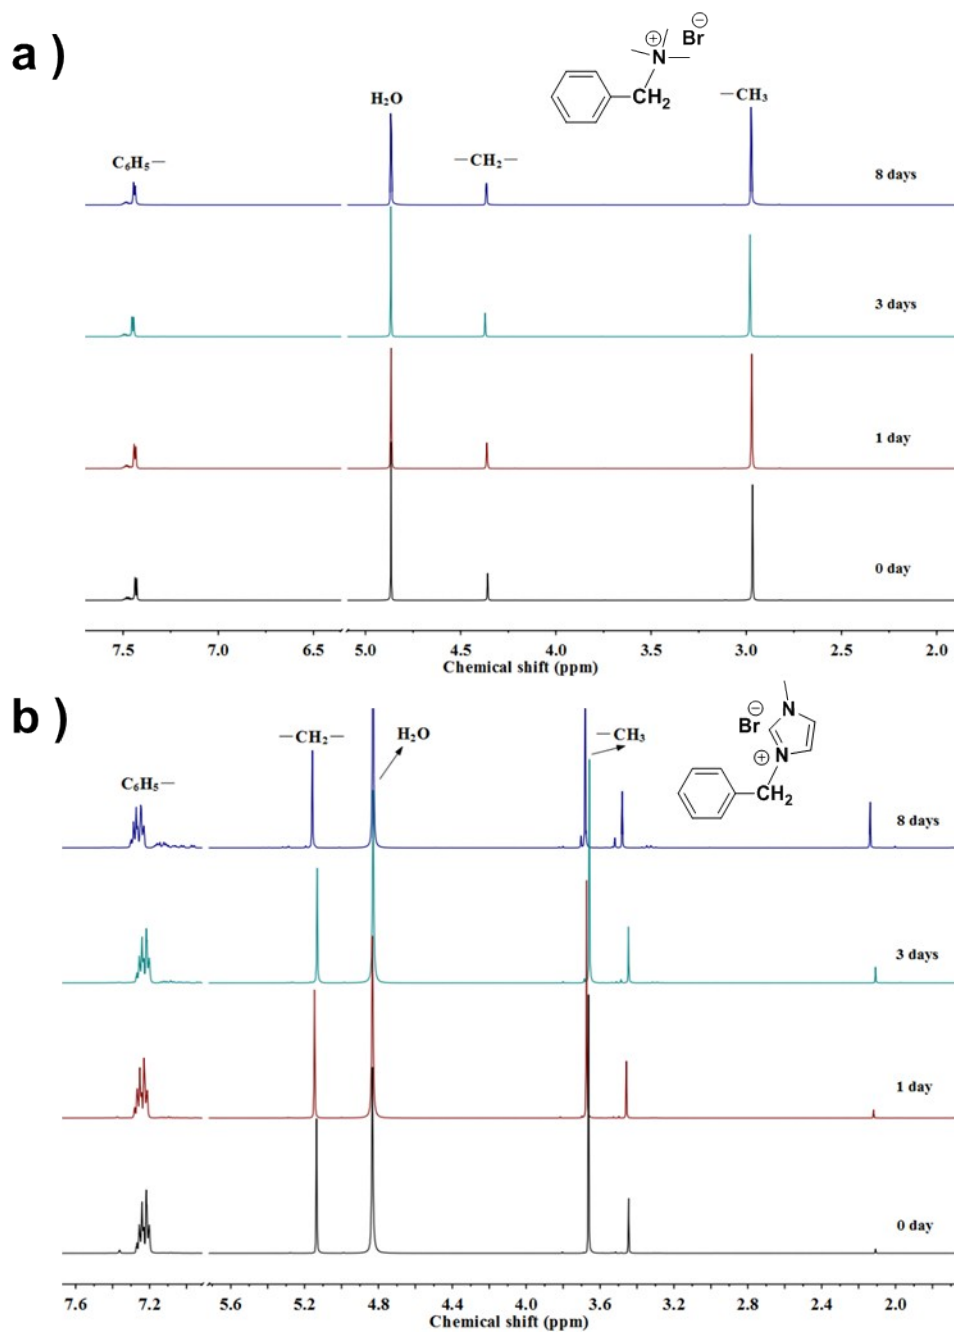 a )
Br⊖
⊕
N
CH₂
H₂O
−CH₃
C₆H₅−
−CH₂−
8 days
3 days
1 day
0 day
7.5 7.0 6.5 5.0 4.5 4.0 3.5 3.0 2.5 2.0
Chemical shift (ppm)
b )
N
Br⊖
⊕
N
CH₂
−CH₂−
H₂O
−CH₃
C₆H₅−
8 days
3 days
1 day
0 day
7.6 7.2 5.6 5.2 4.8 4.4 4.0 3.6 3.2 2.8 2.4 2.0
Chemical shift (ppm)